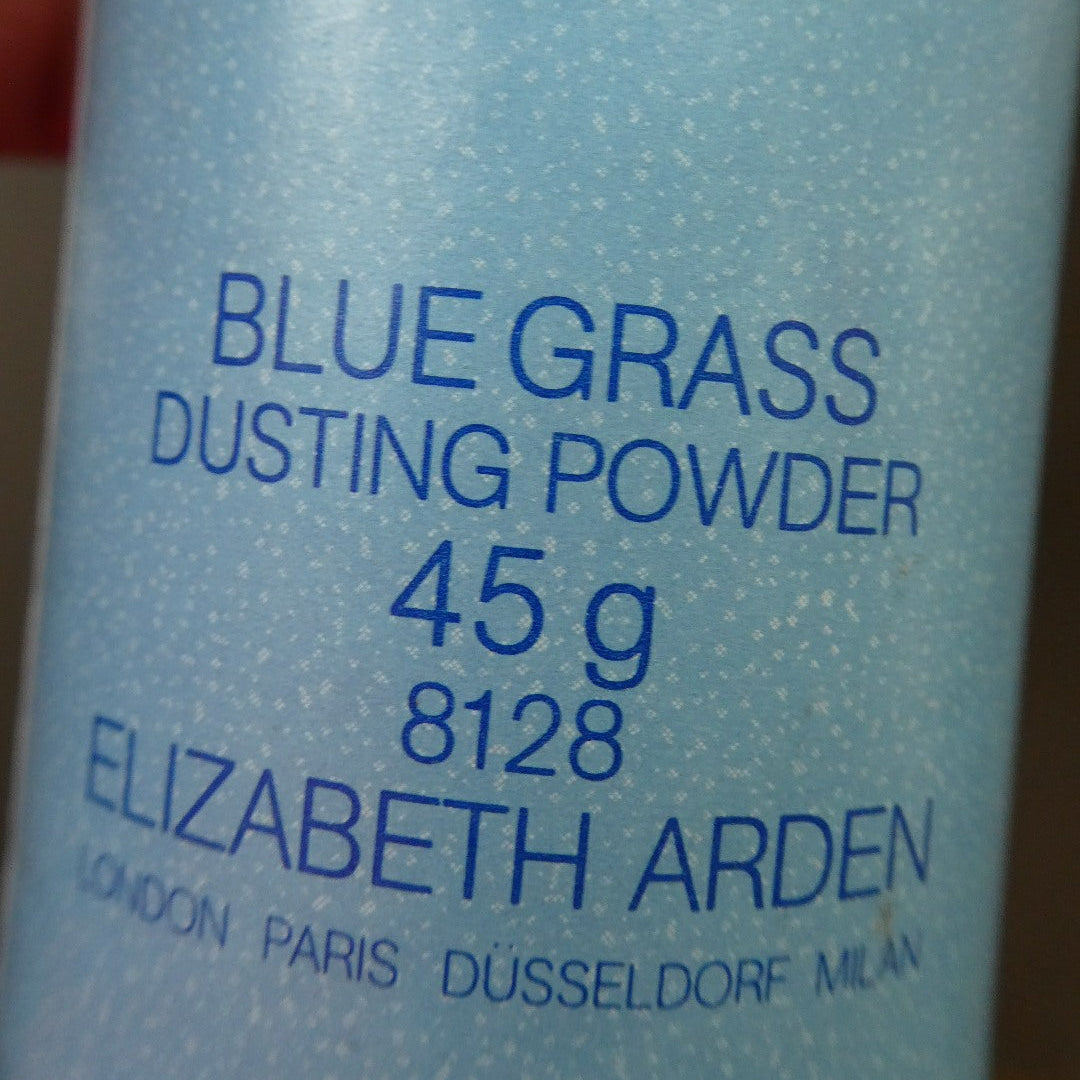 BLUE GRASS
DUSTING POWDER
45 g
8128
ELIZABETH ARDEN
LONDON PARIS DÜSSELDORF MILAN